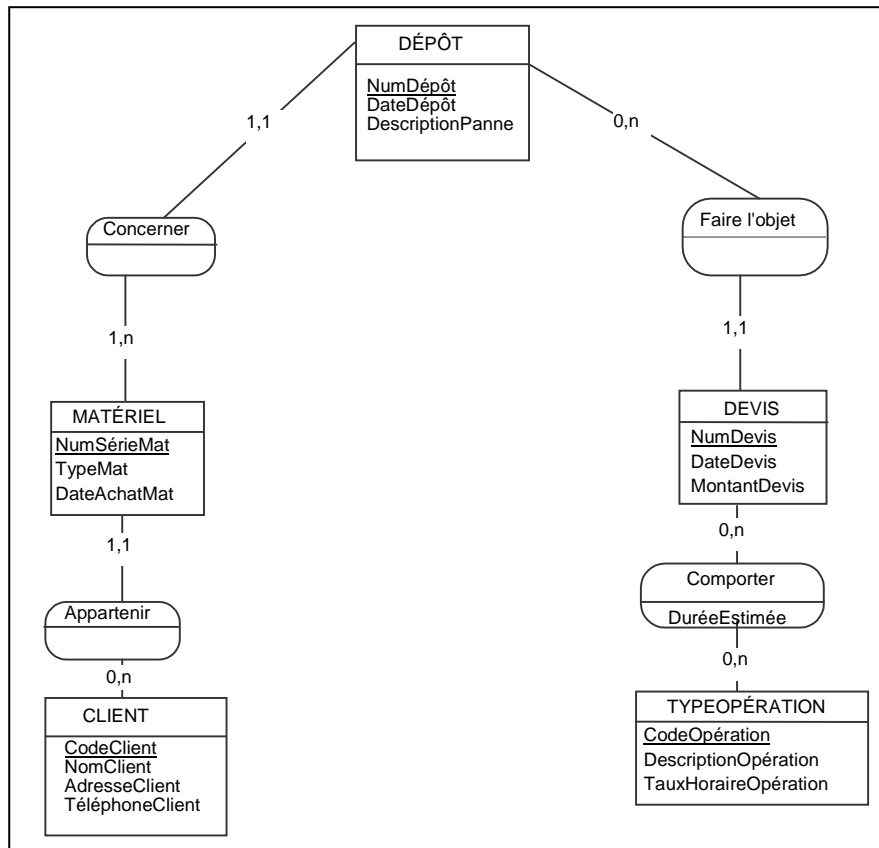 DÉPÔT
NumDépôt
DateDépôt
DescriptionPanne
1,1
0,n
Concerner
Faire l'objet
1,n
1,1
MATÉRIEL
NumSérieMat
TypeMat
DateAchatMat
DEVIS
NumDevis
DateDevis
MontantDevis
1,1
0,n
Appartenir
Comporter
DuréeEstimée
0,n
0,n
CLIENT
CodeClient
NomClient
AdresseClient
TéléphoneClient
TYPEOPÉRATION
CodeOpération
DescriptionOpération
TauxHoraireOpération